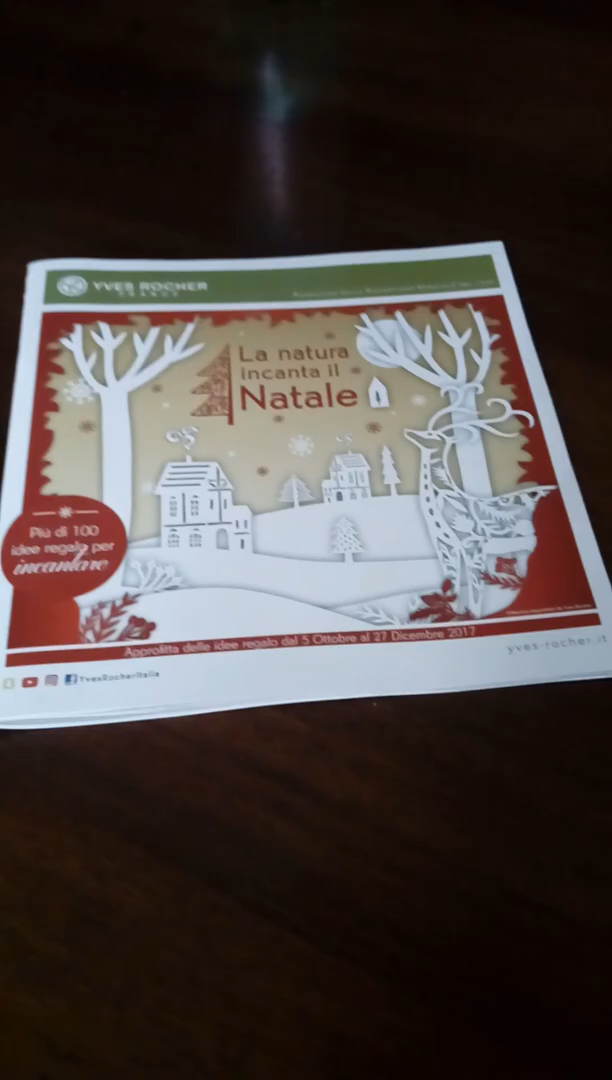 YVES ROCHER
FRANCE
La natura
incanta il
Natale
Più di 100
idee regalo per
incantare
Approfitta delle idee regalo dal 5 Ottobre al 27 Dicembre 2017
yves-rocher.it
YvesRocherItalia